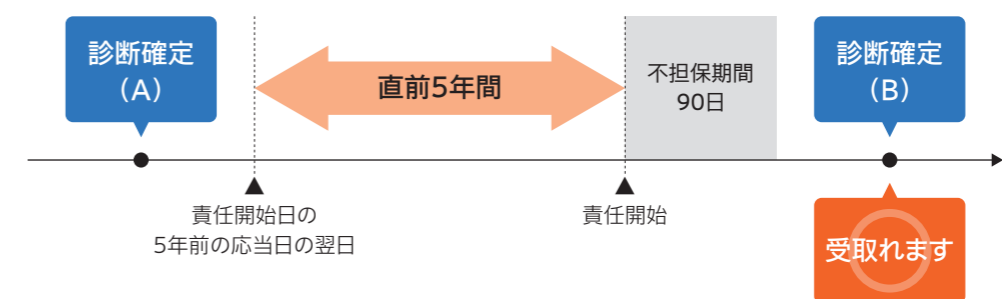 診断確定
（A）
直前5年間
不担保期間
90日
診断確定
（B）
責任開始日の
5年前の応当日の翌日
責任開始
受取れます